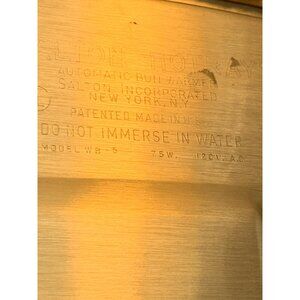 AUTOMATIC BUN WARMER
SALTON, INCORPORATED
NEW YORK, N.Y.
PATENTED MADE IN
DO NOT IMMERSE IN WATER
MODEL WB-5 75W. 120V. A.C.